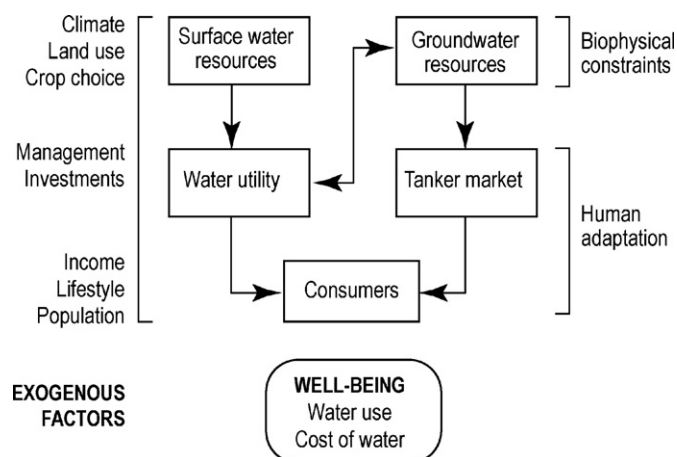 Climate
Land use
Crop choice
Surface water
resources
Groundwater
resources
Biophysical
constraints
Management
Investments
Water utility
Tanker market
Human
adaptation
Income
Lifestyle
Population
Consumers
EXOGENOUS
FACTORS
WELL-BEING
Water use
Cost of water